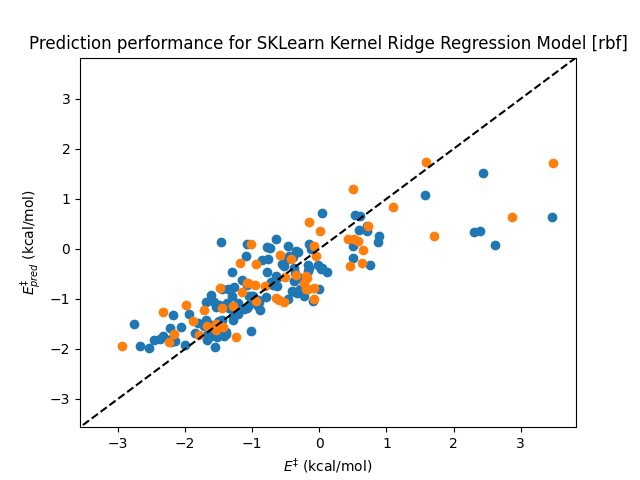 Prediction performance for SKLearn Kernel Ridge Regression Model [rbf]
3
2
1
0
−1
−2
−3
E‡pred (kcal/mol)
−3 −2 −1 0 1 2 3
E‡ (kcal/mol)